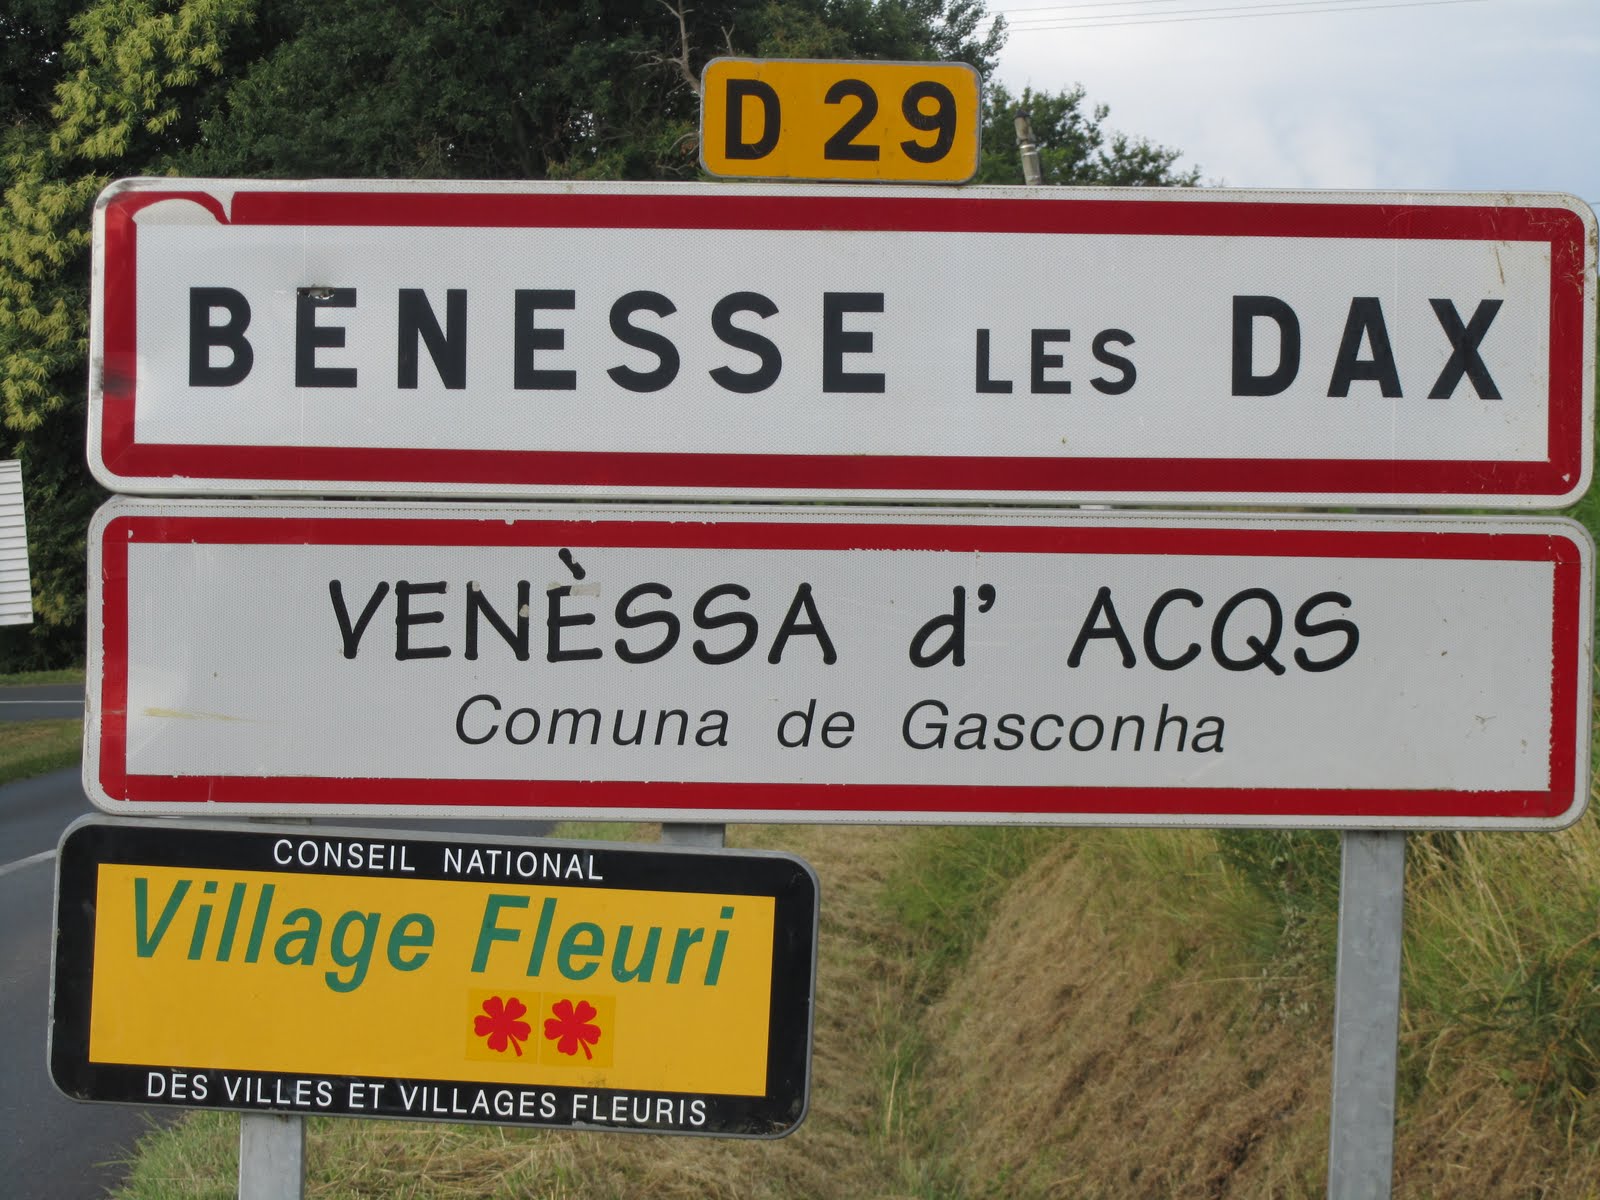 D 29
BENESSE LES DAX
VENÈSSA d' ACQS
Comuna de Gasconha
CONSEIL NATIONAL
Village Fleuri
DES VILLES ET VILLAGES FLEURIS